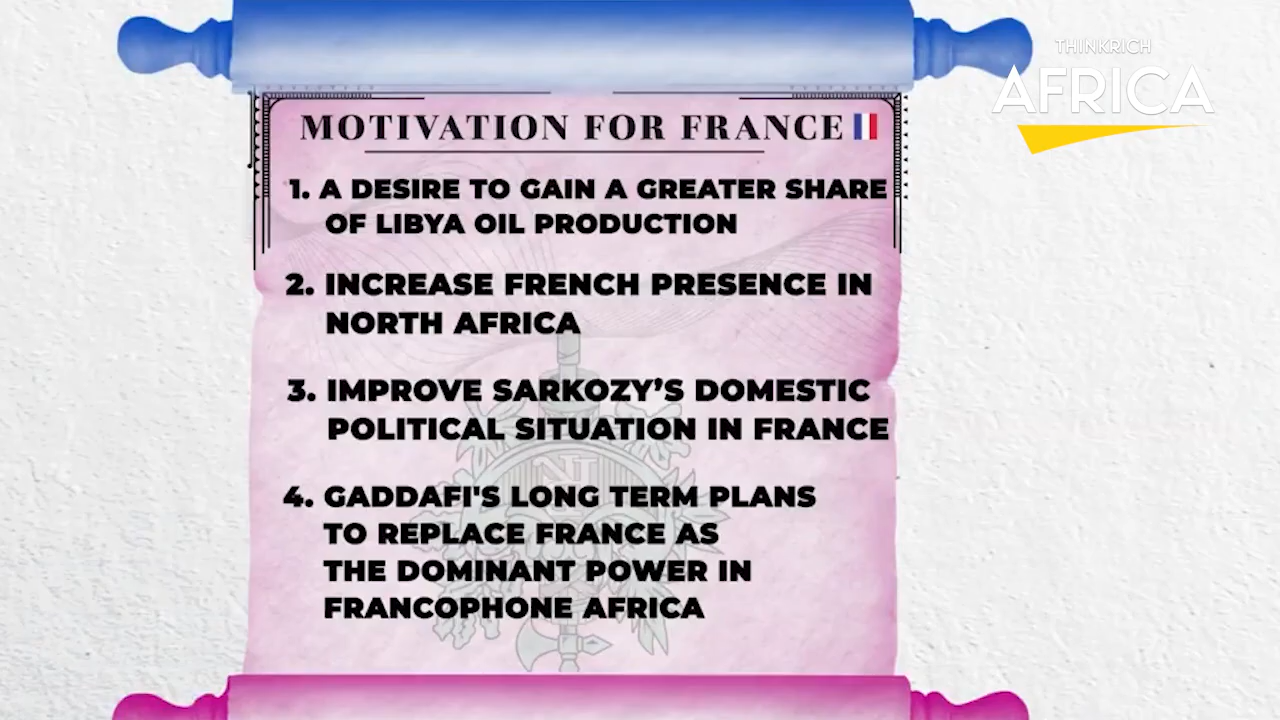 THINKRICH
AFRICA
MOTIVATION FOR FRANCE
1. A DESIRE TO GAIN A GREATER SHARE
OF LIBYA OIL PRODUCTION
2. INCREASE FRENCH PRESENCE IN
NORTH AFRICA
3. IMPROVE SARKOZY’S DOMESTIC
POLITICAL SITUATION IN FRANCE
4. GADDAFI'S LONG TERM PLANS
TO REPLACE FRANCE AS
THE DOMINANT POWER IN
FRANCOPHONE AFRICA